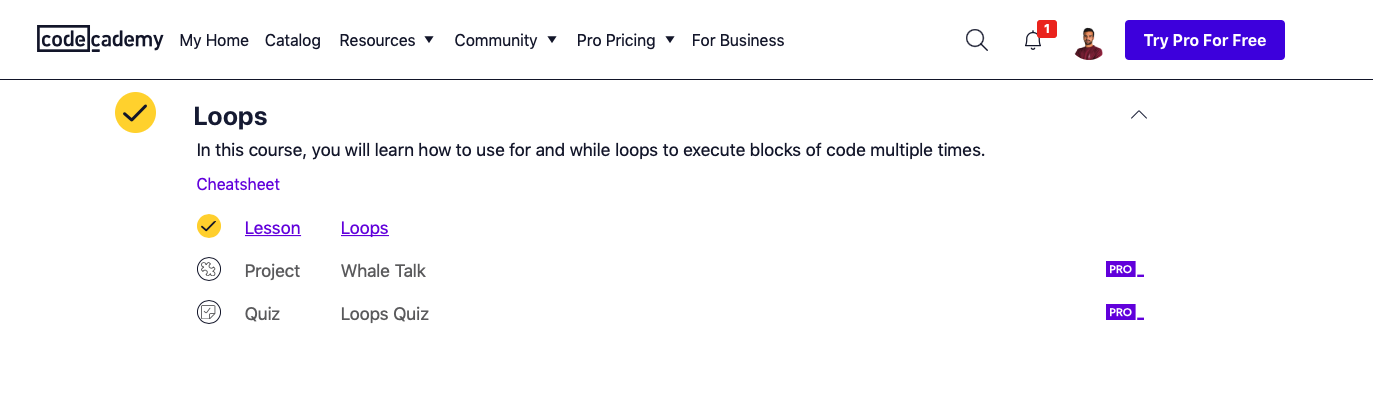 codecademy My Home Catalog Resources Community Pro Pricing For Business 1 Try Pro For Free
Loops
In this course, you will learn how to use for and while loops to execute blocks of code multiple times.
Cheatsheet
Lesson Loops
Project Whale Talk PRO
Quiz Loops Quiz PRO